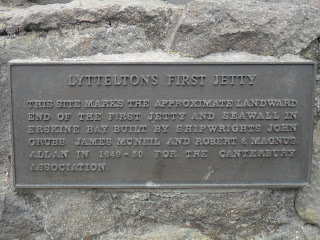 LYTTELTONS FIRST JETTY
THIS SITE MARKS THE APPROXIMATE LANDWARD
END OF THE FIRST JETTY AND SEAWALL IN
ERSKINE BAY BUILT BY SHIPWRIGHTS JOHN
GRUBB JAMES MCNEIL AND ROBERT & MAGNUS
ALLAN IN 1849-50 FOR THE CANTERBURY
ASSOCIATION.